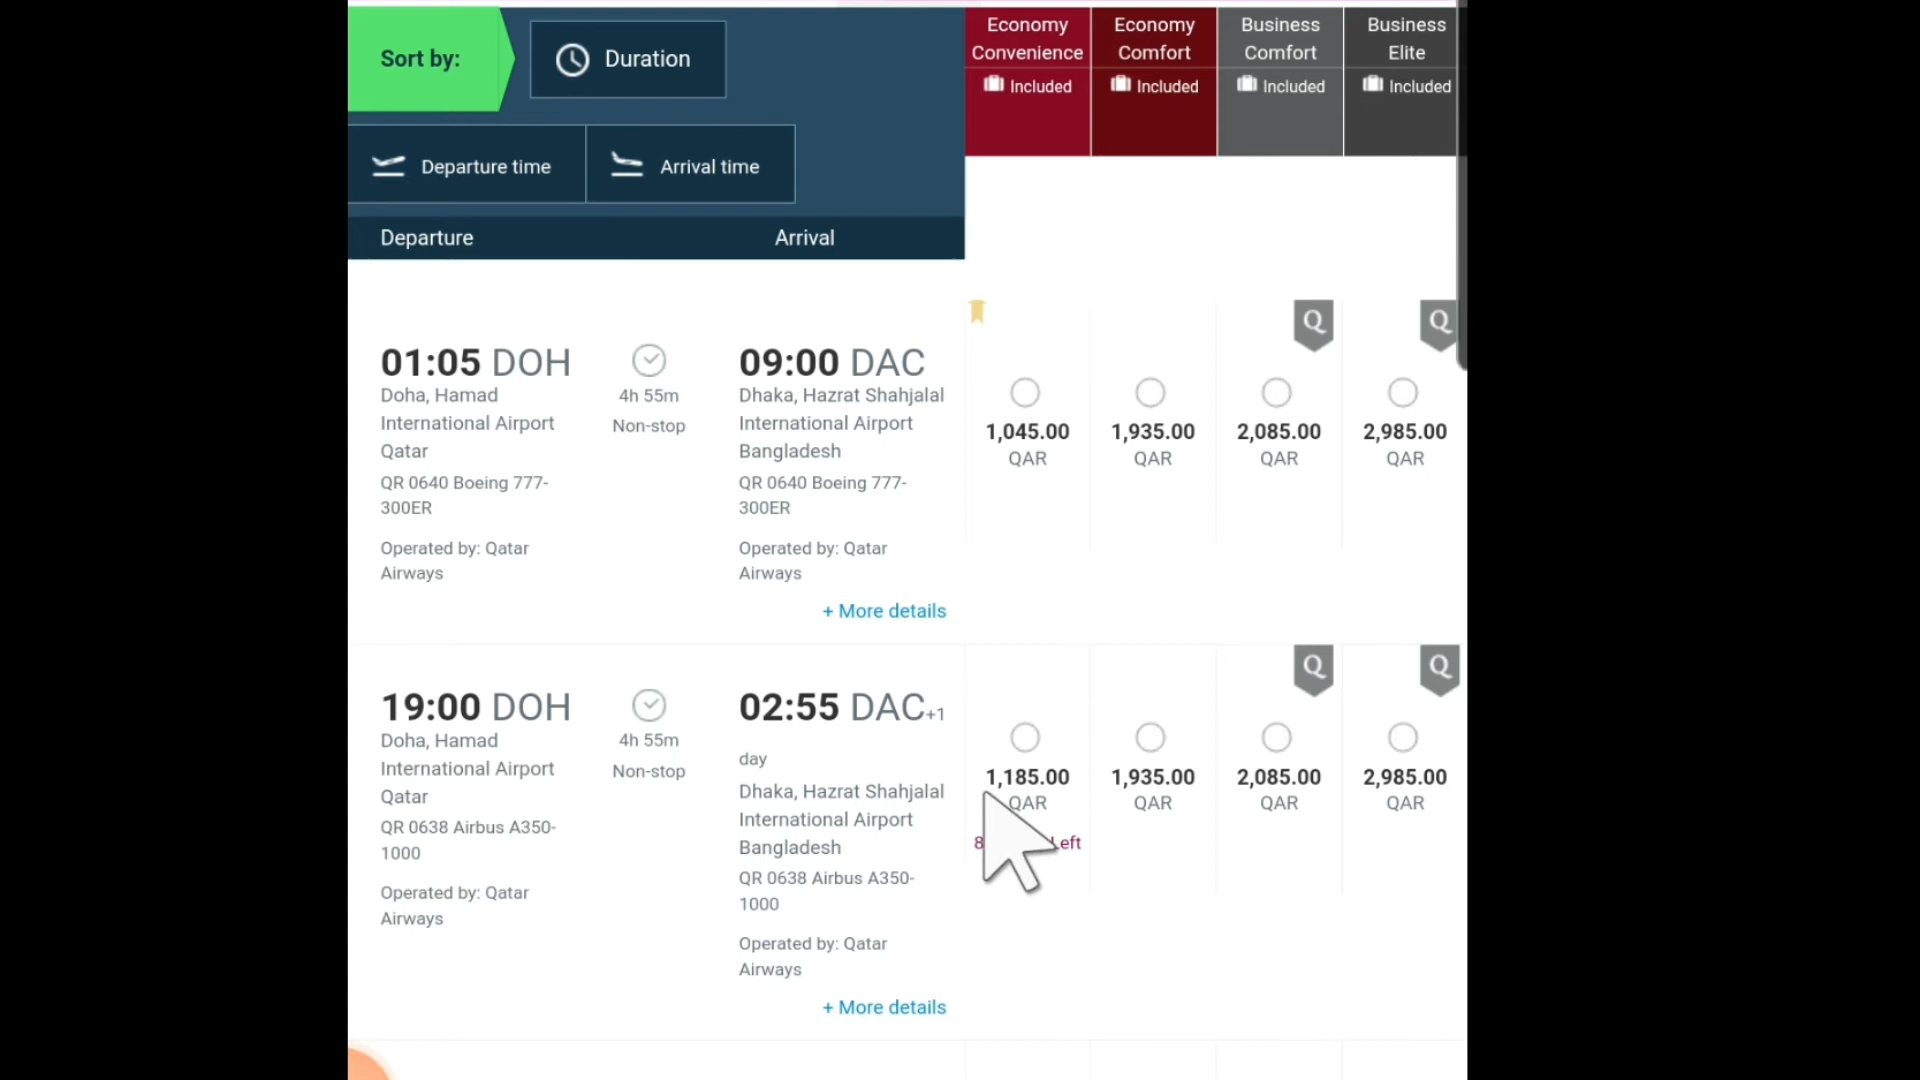 Sort by:
Duration
Departure time
Arrival time
Departure
Arrival
Economy
Convenience
Included
Economy
Comfort
Included
Business
Comfort
Included
Business
Elite
Included
01:05 DOH
Doha, Hamad
International Airport
Qatar
QR 0640 Boeing 777-
300ER
Operated by: Qatar
Airways
4h 55m
Non-stop
09:00 DAC
Dhaka, Hazrat Shahjalal
International Airport
Bangladesh
QR 0640 Boeing 777-
300ER
Operated by: Qatar
Airways
+ More details
1,045.00
QAR
1,935.00
QAR
Q
2,085.00
QAR
Q
2,985.00
QAR
19:00 DOH
Doha, Hamad
International Airport
Qatar
QR 0638 Airbus A350-
1000
Operated by: Qatar
Airways
4h 55m
Non-stop
02:55 DAC+1
day
Dhaka, Hazrat Shahjalal
International Airport
Bangladesh
QR 0638 Airbus A350-
1000
Operated by: Qatar
Airways
+ More details
1,185.00
QAR
8
1,935.00
QAR
Q
2,085.00
QAR
Q
2,985.00
QAR